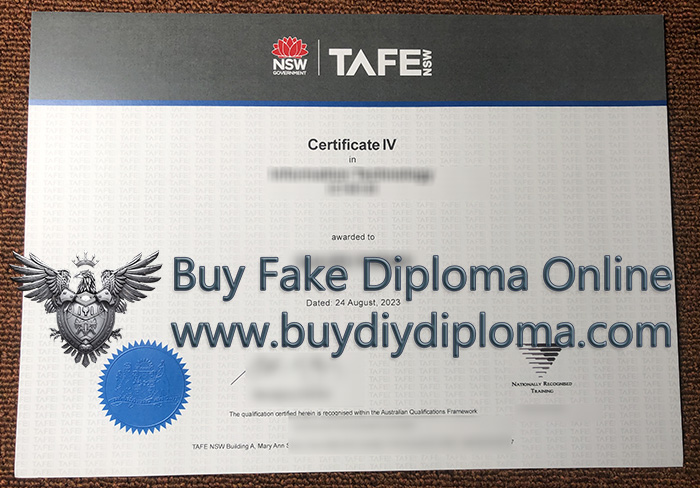 NSW
GOVERNMENT
TAFE NSW
Certificate IV
in
Information Technology
awarded to
Buy Fake Diploma Online
Dated: 24 August, 2023
www.buydiydiploma.com
NATIONALLY RECOGNISED
TRAINING
The qualification certified herein is recognised within the Australian Qualifications Framework
TAFE NSW Building A, Mary Ann